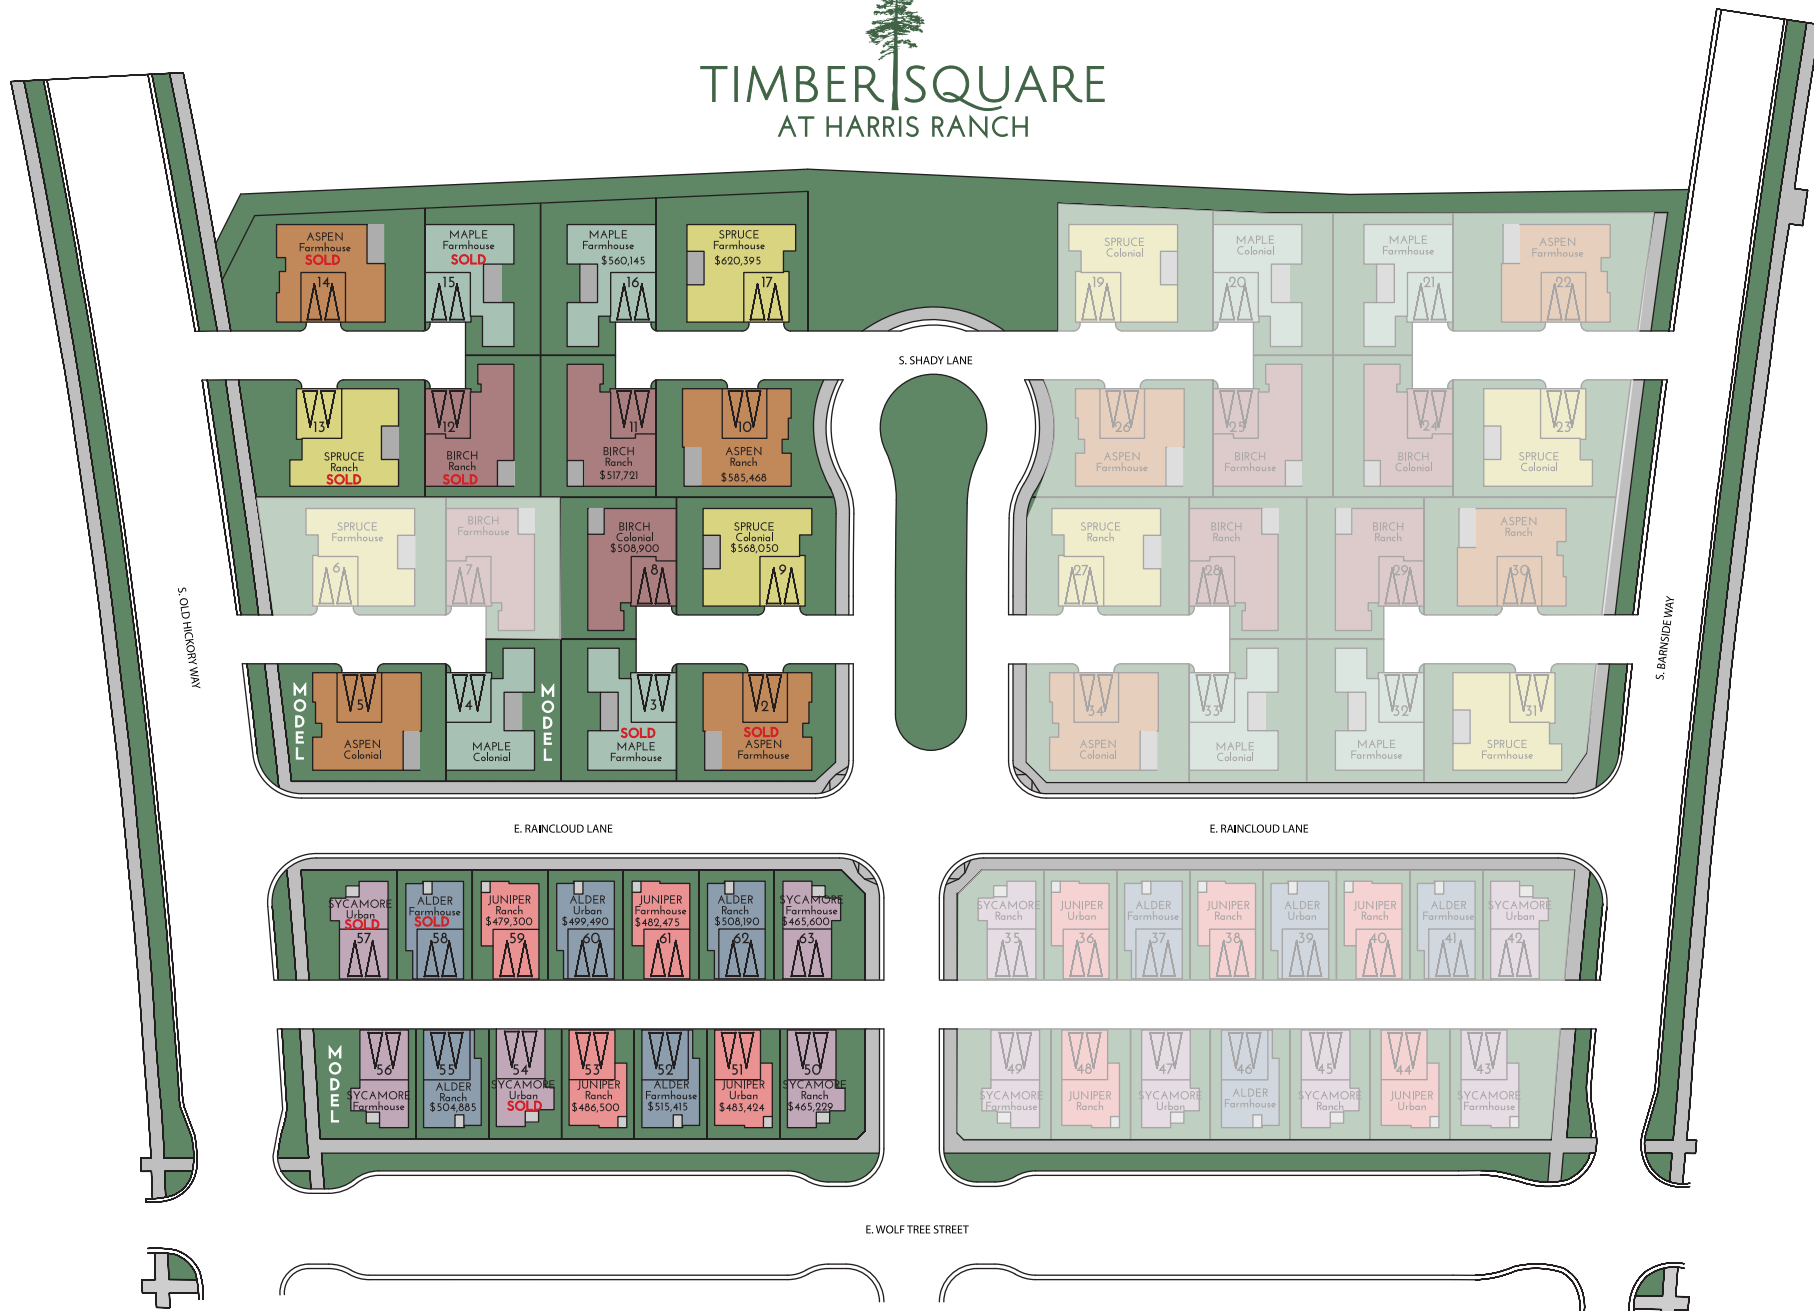 TIMBER SQUARE
AT HARRIS RANCH
ASPEN
Farmhouse
SOLD
14
MAPLE
Farmhouse
SOLD
15
MAPLE
Farmhouse
$560,145
16
SPRUCE
Farmhouse
$620,395
17
SPRUCE
Colonial
19
MAPLE
Colonial
20
MAPLE
Farmhouse
21
ASPEN
Farmhouse
22
S. SHADY LANE
13
SPRUCE
Ranch
SOLD
12
BIRCH
Ranch
SOLD
11
BIRCH
Ranch
$517,721
10
ASPEN
Ranch
$585,468
26
ASPEN
Farmhouse
25
BIRCH
Farmhouse
24
BIRCH
Colonial
23
SPRUCE
Colonial
SPRUCE
Farmhouse
6
BIRCH
Farmhouse
7
BIRCH
Colonial
$508,900
8
SPRUCE
Colonial
$568,050
9
SPRUCE
Ranch
27
BIRCH
Ranch
28
BIRCH
Ranch
29
ASPEN
Ranch
30
S. OLD HICKORY WAY
S. BARNSIDE WAY
MODEL
5
ASPEN
Colonial
4
MAPLE
Colonial
MODEL
3
SOLD
MAPLE
Farmhouse
2
SOLD
ASPEN
Farmhouse
34
ASPEN
Colonial
33
MAPLE
Colonial
32
MAPLE
Farmhouse
31
SPRUCE
Farmhouse
E. RAINCLOUD LANE
E. RAINCLOUD LANE
SYCAMORE
Urban
SOLD
57
ALDER
Farmhouse
SOLD
58
JUNIPER
Ranch
$479,300
59
ALDER
Urban
$499,490
60
JUNIPER
Farmhouse
$482,475
61
ALDER
Ranch
$508,190
62
SYCAMORE
Farmhouse
$465,600
63
SYCAMORE
Ranch
35
JUNIPER
Urban
36
ALDER
Farmhouse
37
JUNIPER
Ranch
38
ALDER
Urban
39
JUNIPER
Ranch
40
ALDER
Farmhouse
41
SYCAMORE
Urban
42
MODEL
56
SYCAMORE
Farmhouse
55
ALDER
Ranch
$504,885
54
SYCAMORE
Urban
SOLD
53
JUNIPER
Ranch
$486,500
52
ALDER
Farmhouse
$515,415
51
JUNIPER
Urban
$483,424
50
SYCAMORE
Ranch
$465,229
49
SYCAMORE
Farmhouse
48
JUNIPER
Ranch
47
SYCAMORE
Urban
46
ALDER
Farmhouse
45
SYCAMORE
Ranch
44
JUNIPER
Urban
43
SYCAMORE
Farmhouse
E. WOLF TREE STREET